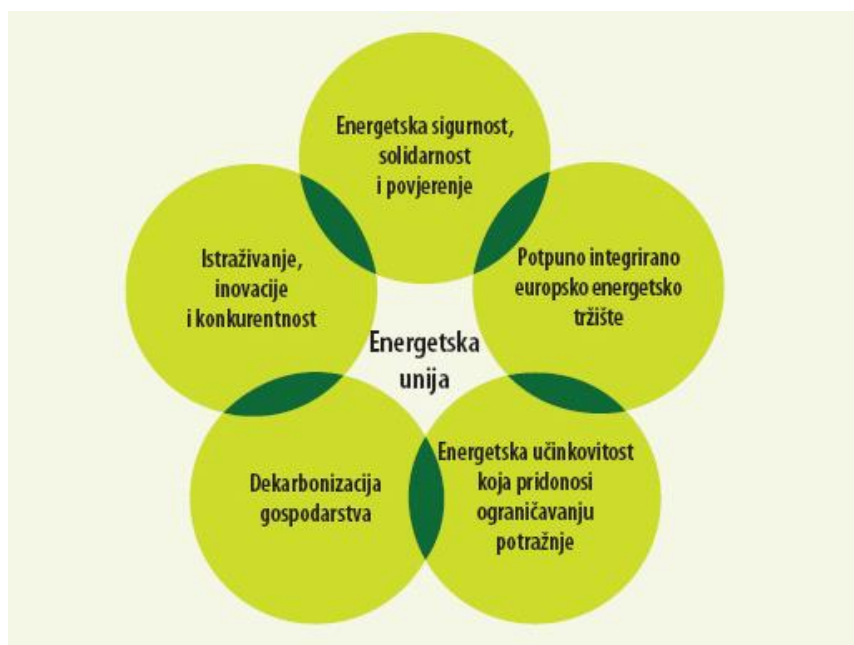 Energetska sigurnost,
solidarnost
i povjerenje
Potpuno integrirano
europsko energetsko
tržište
Istraživanje,
inovacije
i konkurentnost
Energetska
unija
Energetska učinkovitost
koja pridonosi
ograničavanju
potražnje
Dekarbonizacija
gospodarstva